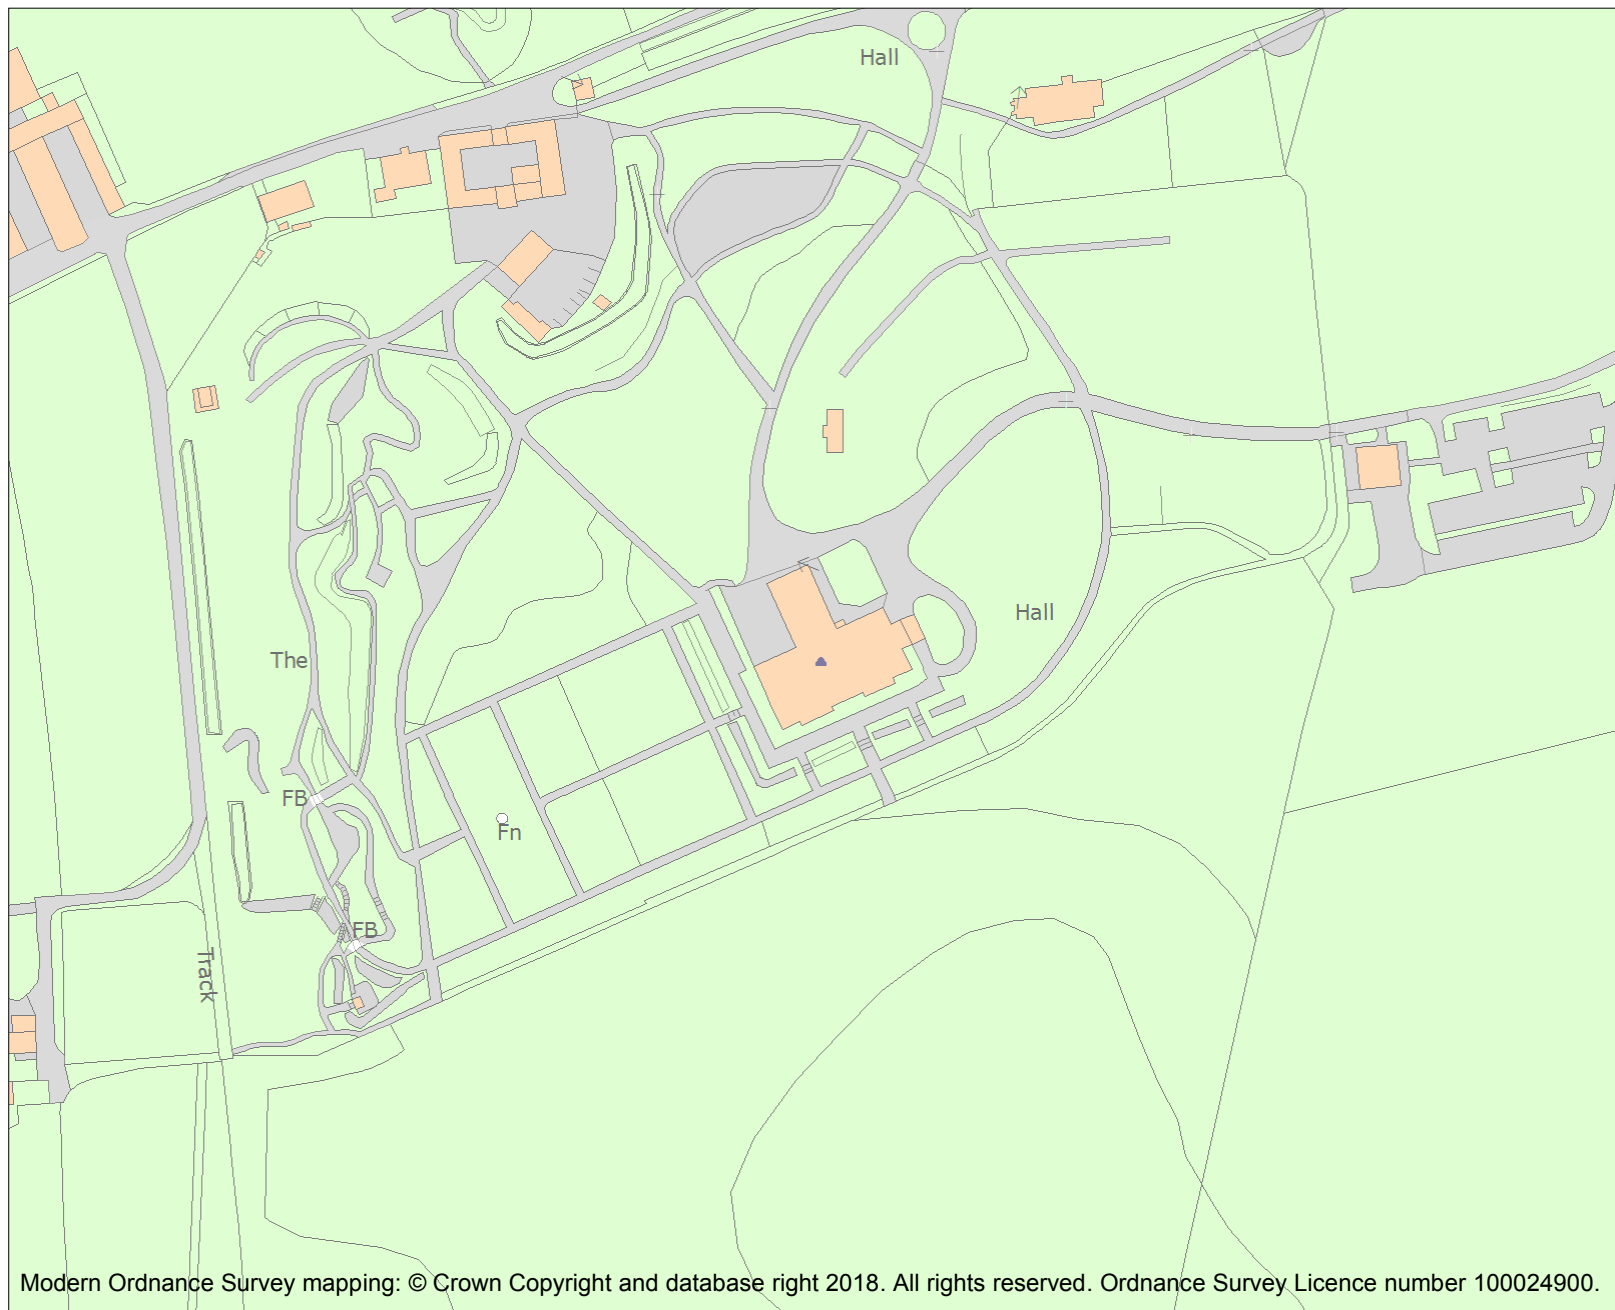 Hall
Hall
The
FB
Fn
FB
Track
Modern Ordnance Survey mapping: © Crown Copyright and database right 2018. All rights reserved. Ordnance Survey Licence number 100024900.